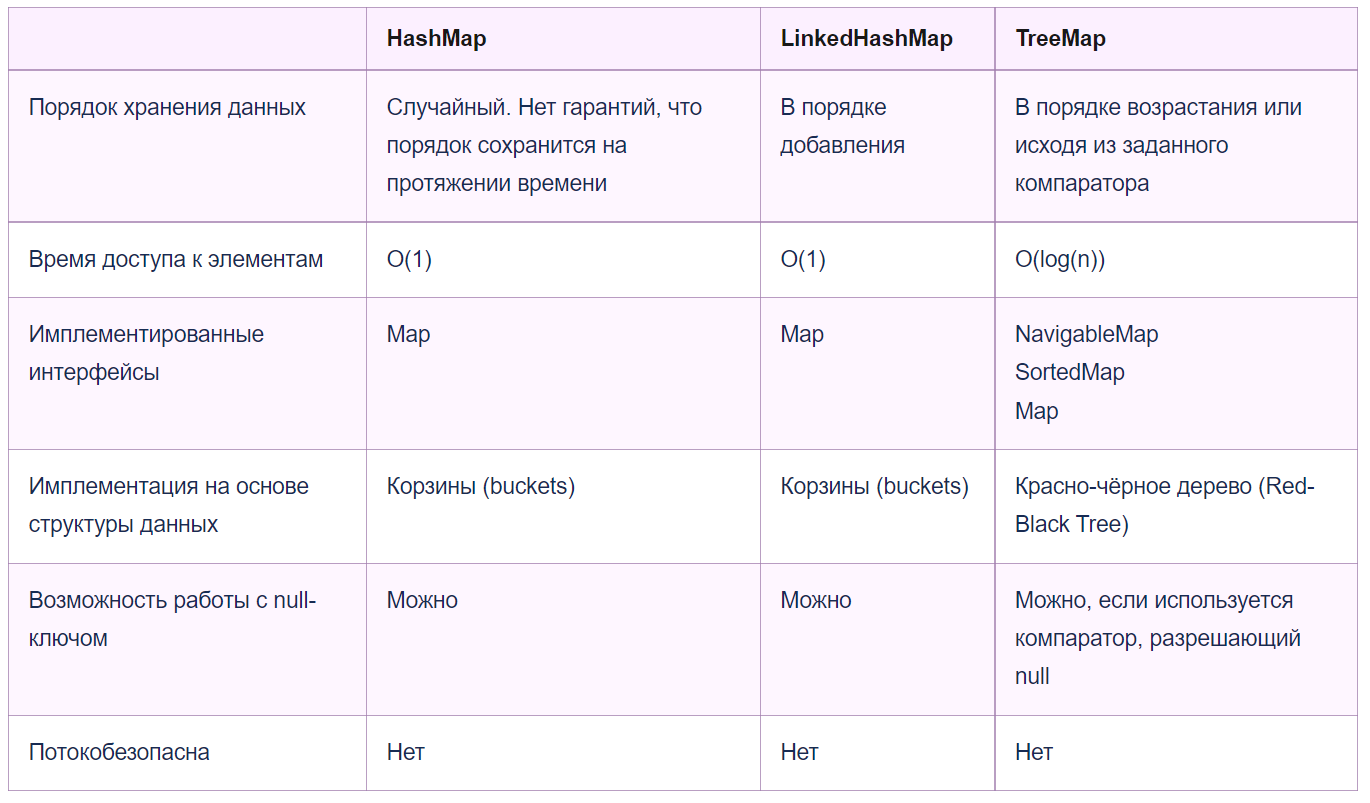 HashMap
LinkedHashMap
TreeMap
Порядок хранения данных
Случайный. Нет гарантий, что
порядок сохранится на
протяжении времени
В порядке
добавления
В порядке возрастания или
исходя из заданного
компаратора
Время доступа к элементам
O(1)
O(1)
O(log(n))
Имплементированные
интерфейсы
Map
Map
NavigableMap
SortedMap
Map
Имплементация на основе
структуры данных
Корзины (buckets)
Корзины (buckets)
Красно-чёрное дерево (Red-
Black Tree)
Возможность работы с null-
ключом
Можно
Можно
Можно, если используется
компаратор, разрешающий
null
Потокобезопасна
Нет
Нет
Нет